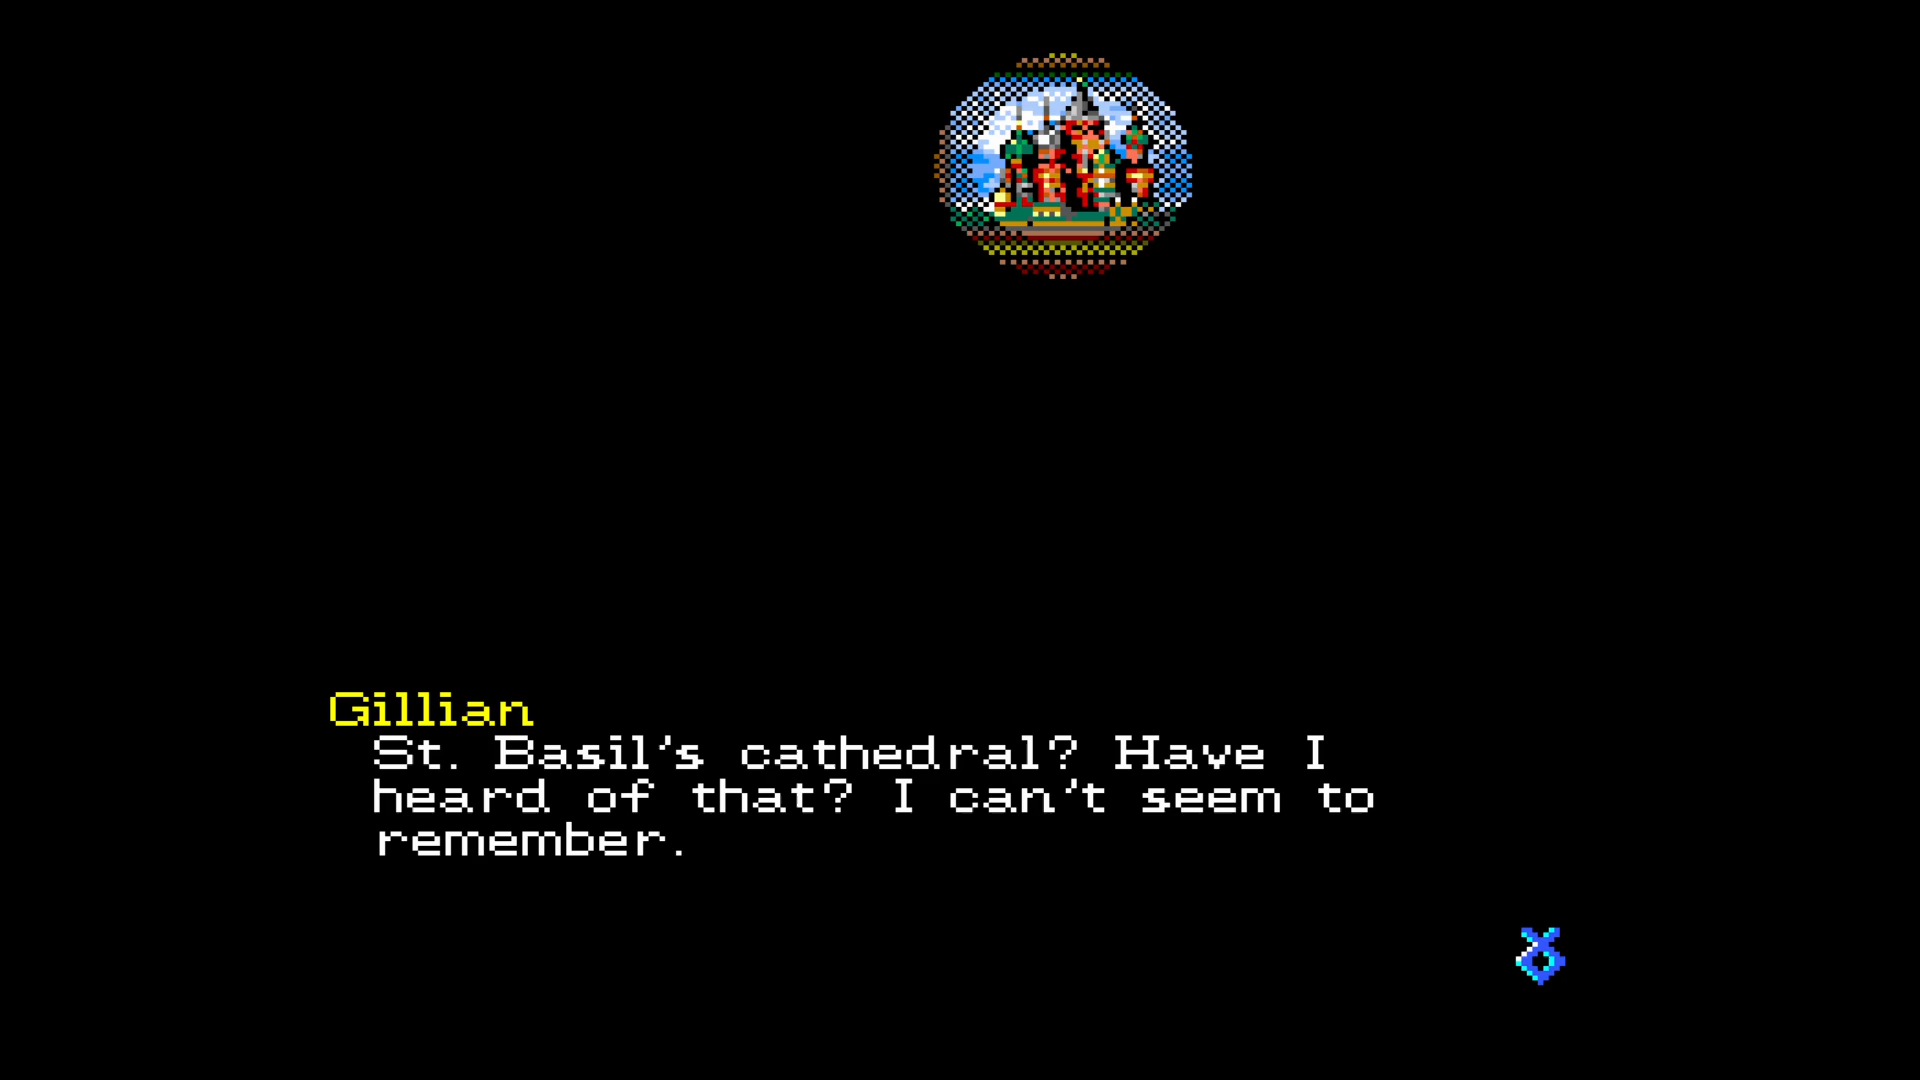 Gillian
St. Basil's cathedral? Have I
heard of that? I can't seem to
remember.